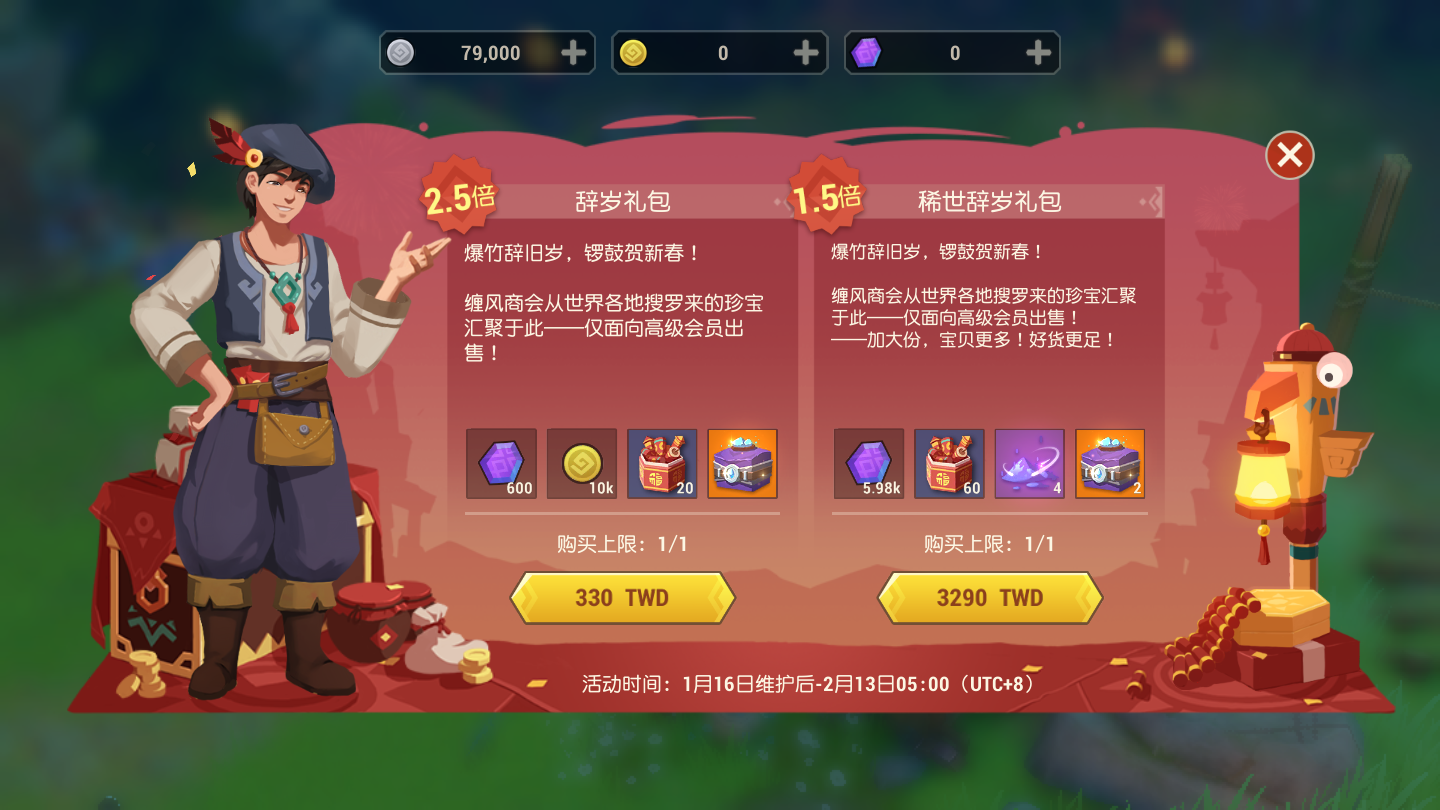 79,000
0
0
2.5倍
辞岁礼包
爆竹辞旧岁，锣鼓贺新春！
缠风商会从世界各地搜罗来的珍宝
汇聚于此——仅面向高级会员出
售！
600
10k
20
购买上限：1/1
330 TWD
1.5倍
稀世辞岁礼包
爆竹辞旧岁，锣鼓贺新春！
缠风商会从世界各地搜罗来的珍宝汇聚
于此——仅面向高级会员出售！
——加大份，宝贝更多！好货更足！
5.98k
60
4
2
购买上限：1/1
3290 TWD
活动时间：1月16日维护后-2月13日05:00（UTC+8）